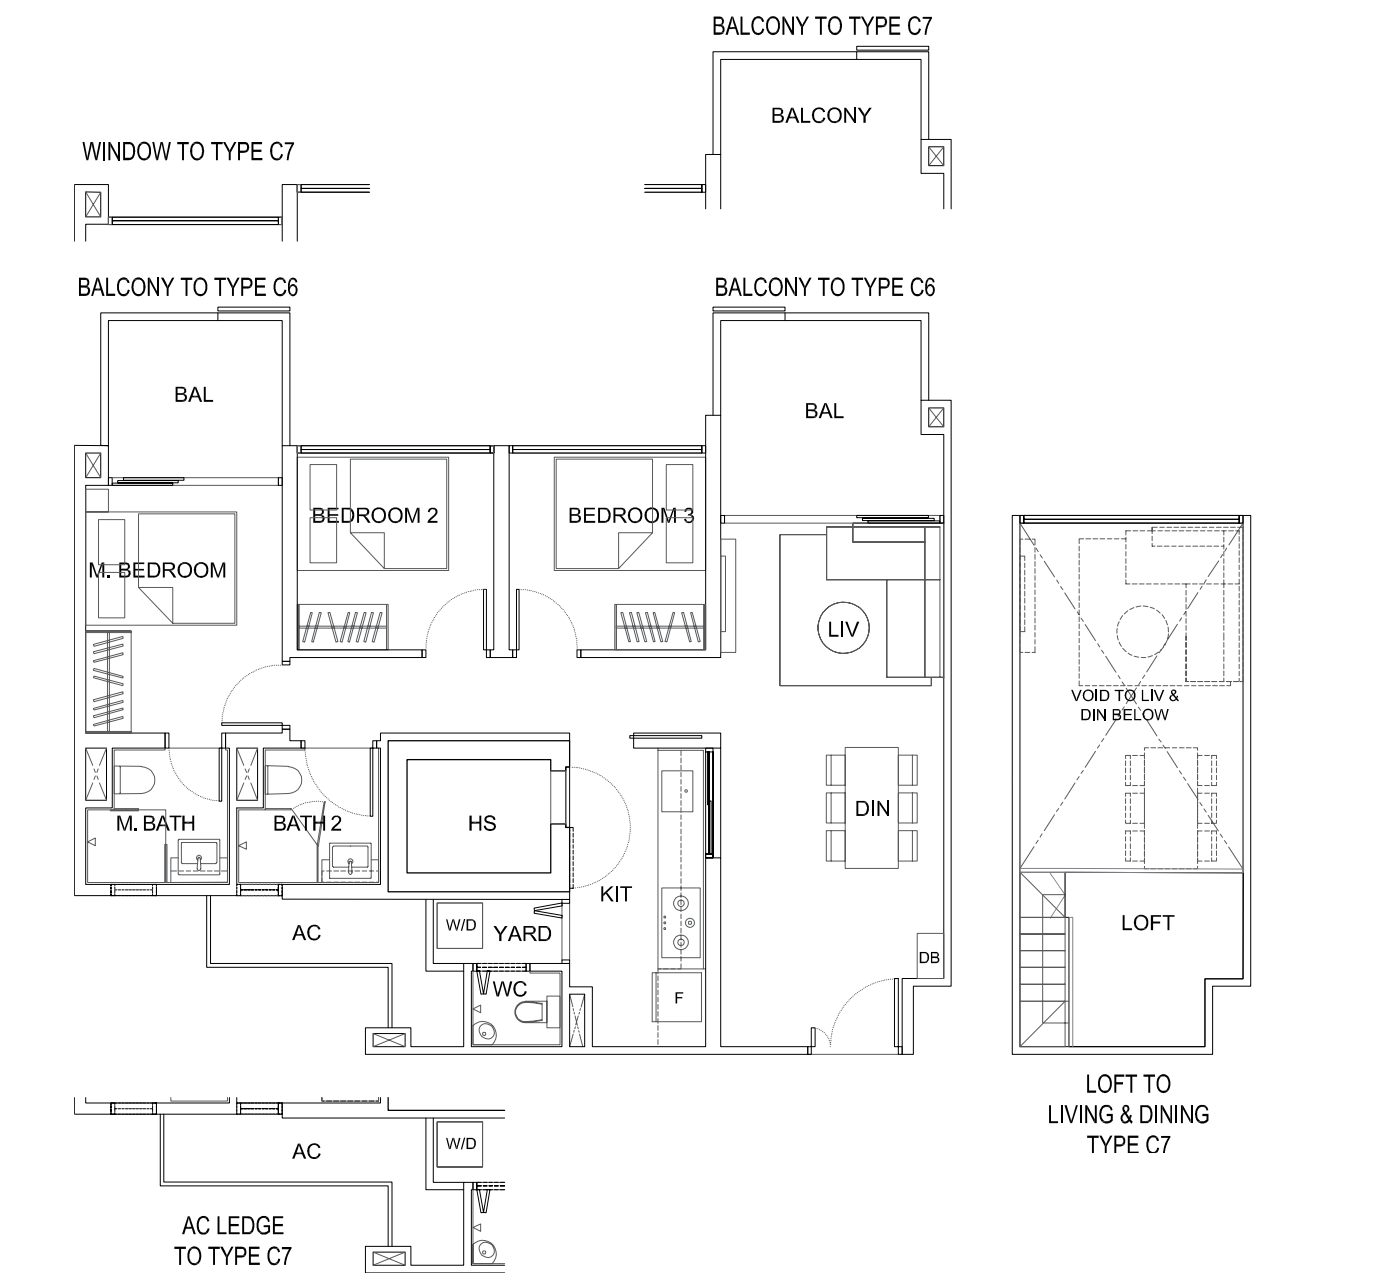 BALCONY TO TYPE C7
BALCONY
WINDOW TO TYPE C7
BALCONY TO TYPE C6
BALCONY TO TYPE C6
BAL
BAL
BEDROOM 2
BEDROOM 3
M. BEDROOM
LIV
VOID TO LIV &
DIN BELOW
DIN
M. BATH
BATH 2
HS
KIT
LOFT
AC
W/D
YARD
DB
WC
F
LOFT TO
LIVING & DINING
TYPE C7
AC
W/D
AC LEDGE
TO TYPE C7